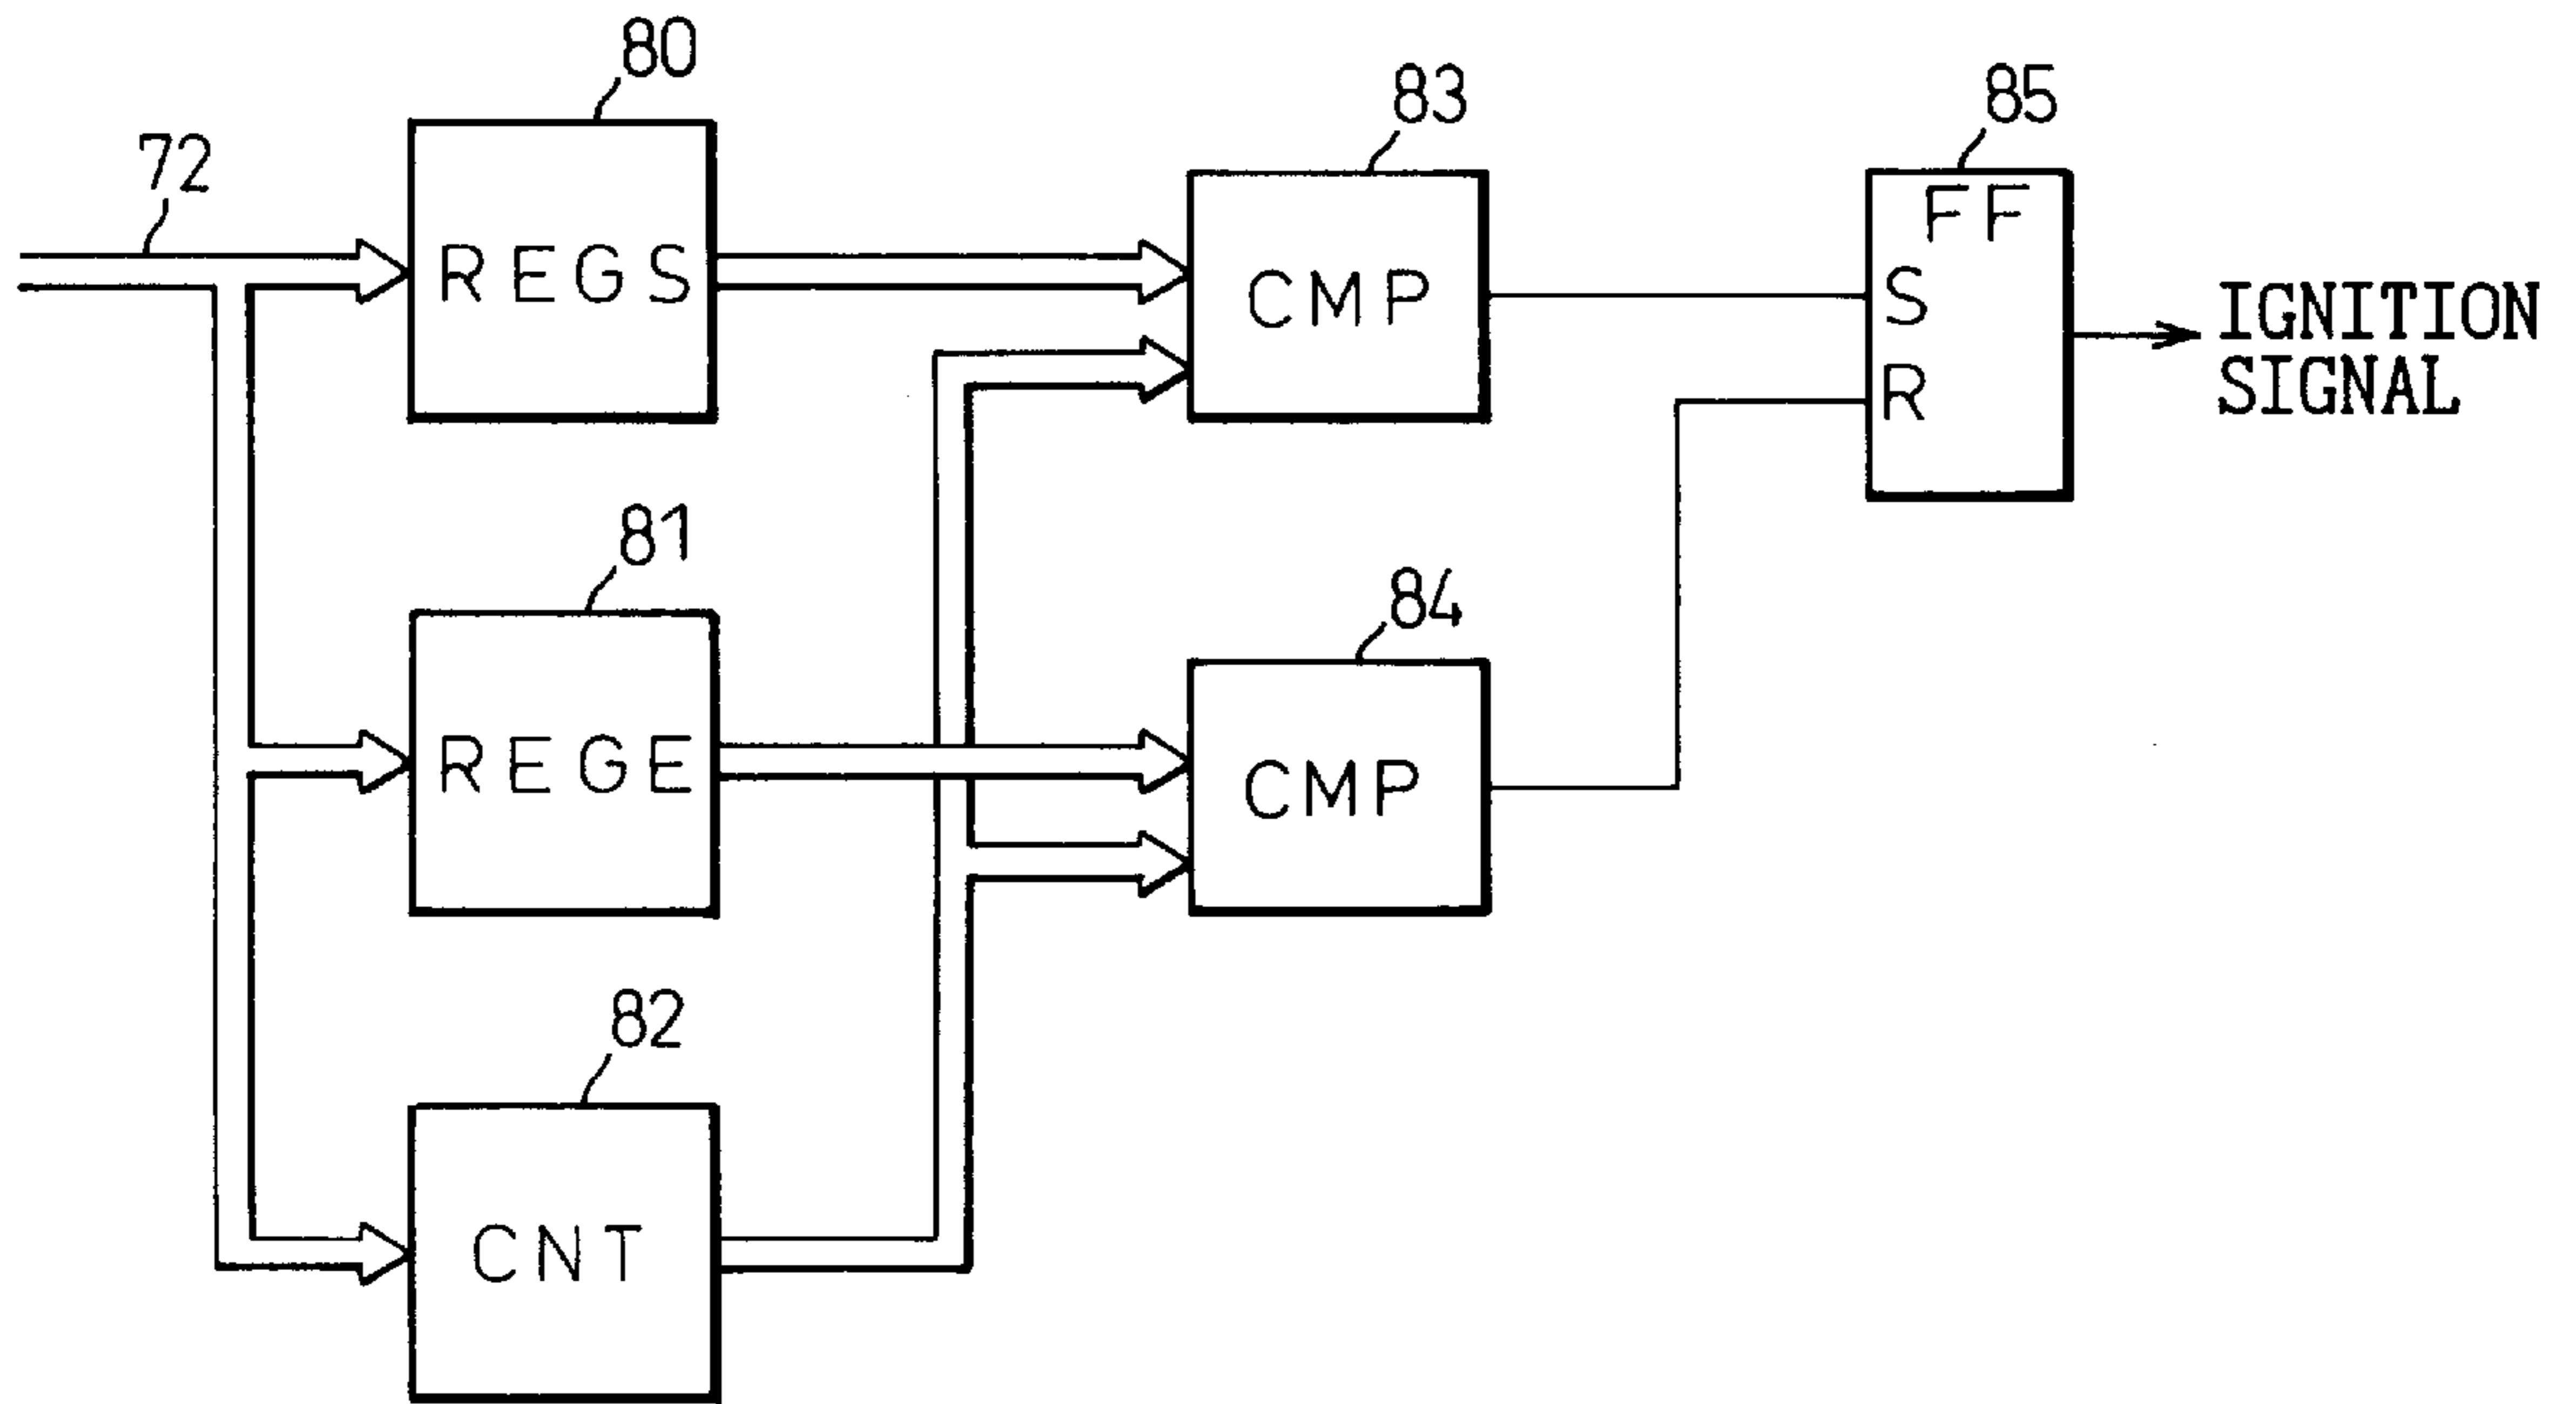 80
83
85
72
FF
REGS
CMP
S
IGNITION
R
SIGNAL
81
84
REGE
CMP
82
CNT